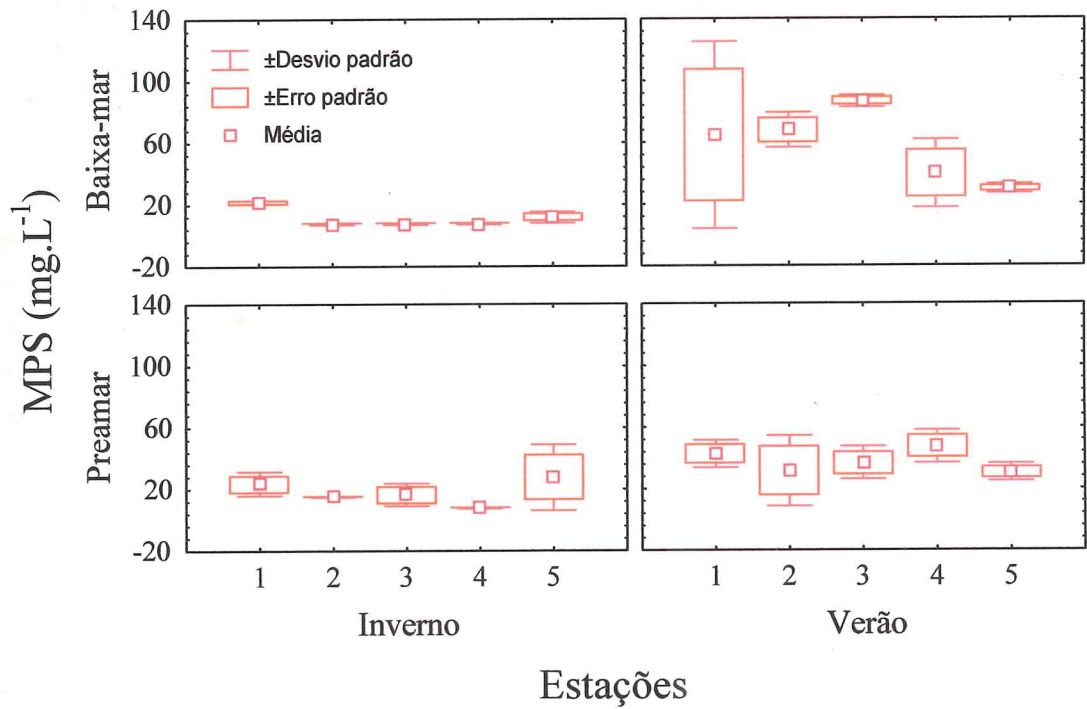 MPS (mg.L⁻¹)
Baixa-mar
140
100
60
20
-20
±Desvio padrão
±Erro padrão
Média
Preamar
140
100
60
20
-20
1 2 3 4 5
1 2 3 4 5
Inverno
Verão
Estações